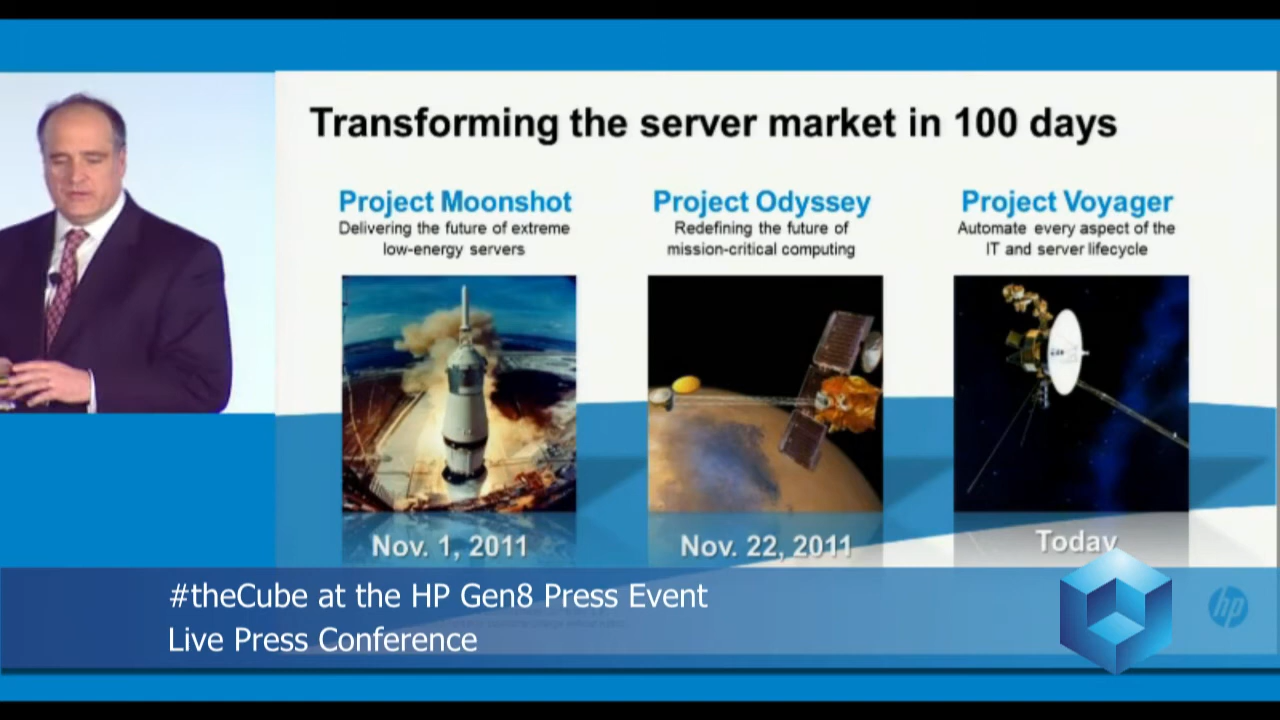 Transforming the server market in 100 days
Project Moonshot
Delivering the future of extreme
low-energy servers
Project Odyssey
Redefining the future of
mission-critical computing
Project Voyager
Automate every aspect of the
IT and server lifecycle
Nov. 1, 2011
Nov. 22, 2011
Today
#theCube at the HP Gen8 Press Event
Live Press Conference
hp